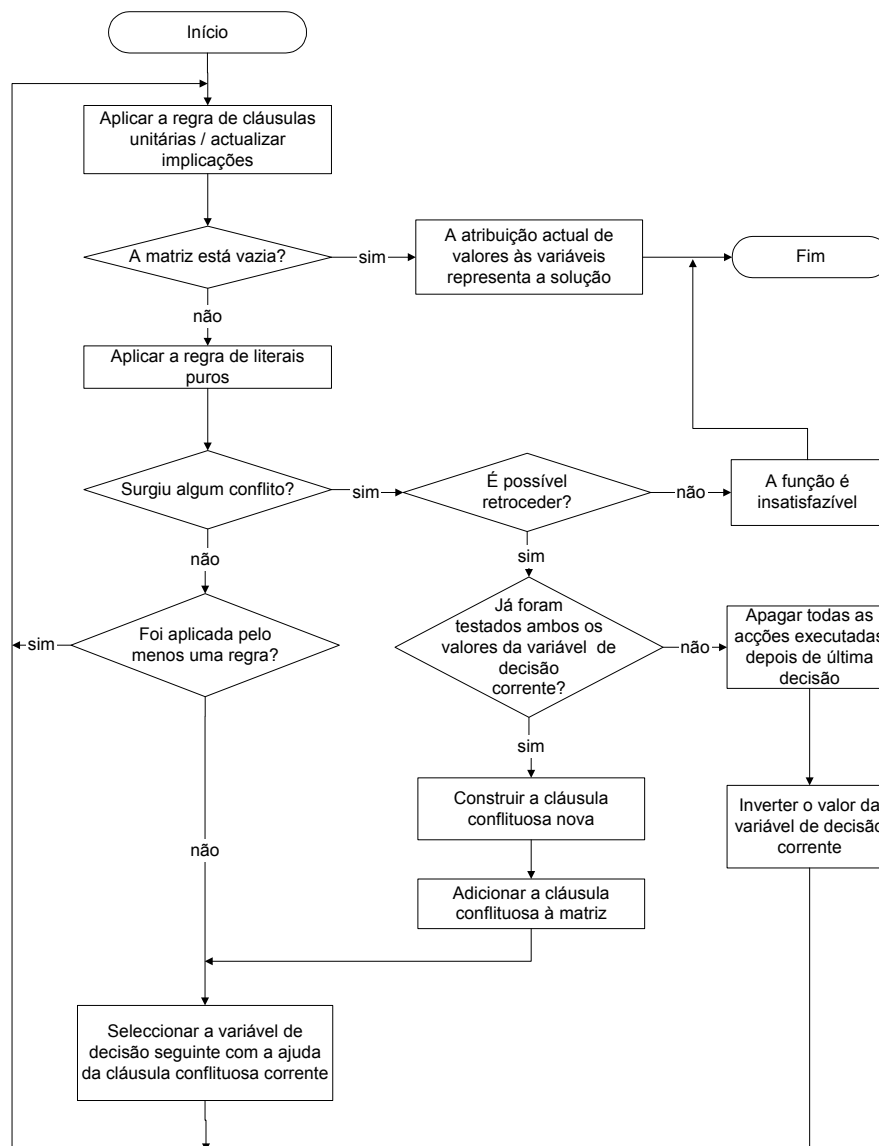 Início
Aplicar a regra de cláusulas
unitárias / actualizar
implicações
A matriz está vazia?
sim
A atribuição actual de
valores às variáveis
representa a solução
Fim
não
Aplicar a regra de literais
puros
Surgiu algum conflito?
sim
É possível
retroceder?
não
A função é
insatisfazível
não
sim
sim
Foi aplicada pelo
menos uma regra?
Já foram
testados ambos os
valores da variável de
decisão
corrente?
não
Apagar todas as
acções executadas
depois de última
decisão
sim
não
Construir a cláusula
conflituosa nova
Inverter o valor da
variável de decisão
corrente
Adicionar a cláusula
conflituosa à matriz
Seleccionar a variável de
decisão seguinte com a ajuda
da cláusula conflituosa corrente